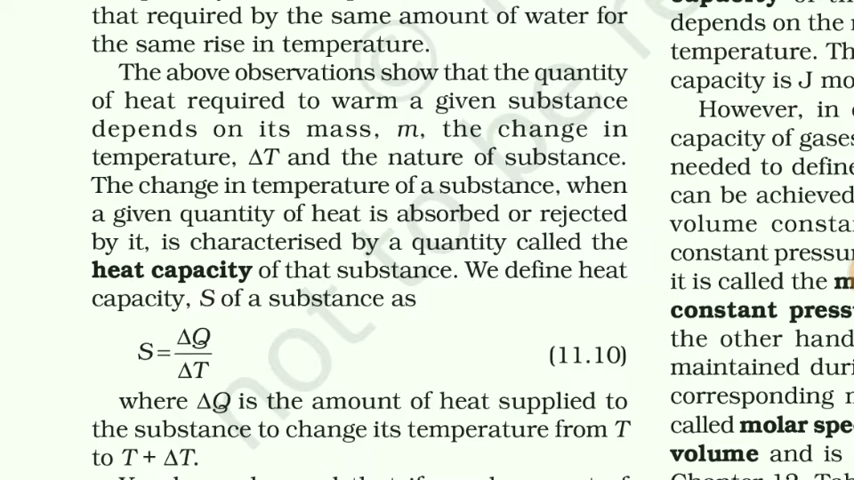 that required by the same amount of water for
the same rise in temperature.
The above observations show that the quantity
of heat required to warm a given substance
depends on its mass, m, the change in
temperature, ΔT and the nature of substance.
The change in temperature of a substance, when
a given quantity of heat is absorbed or rejected
by it, is characterised by a quantity called the
heat capacity of that substance. We define heat
capacity, S of a substance as
S = ΔQ / ΔT (11.10)
where ΔQ is the amount of heat supplied to
the substance to change its temperature from T
to T + ΔT.
depends on the
temperature. Th
capacity is J mo
However, in
capacity of gases
needed to define
can be achieved
volume consta
constant pressu
it is called the m
constant press
the other hand
maintained duri
corresponding
called molar spe
volume and is
© not to be re